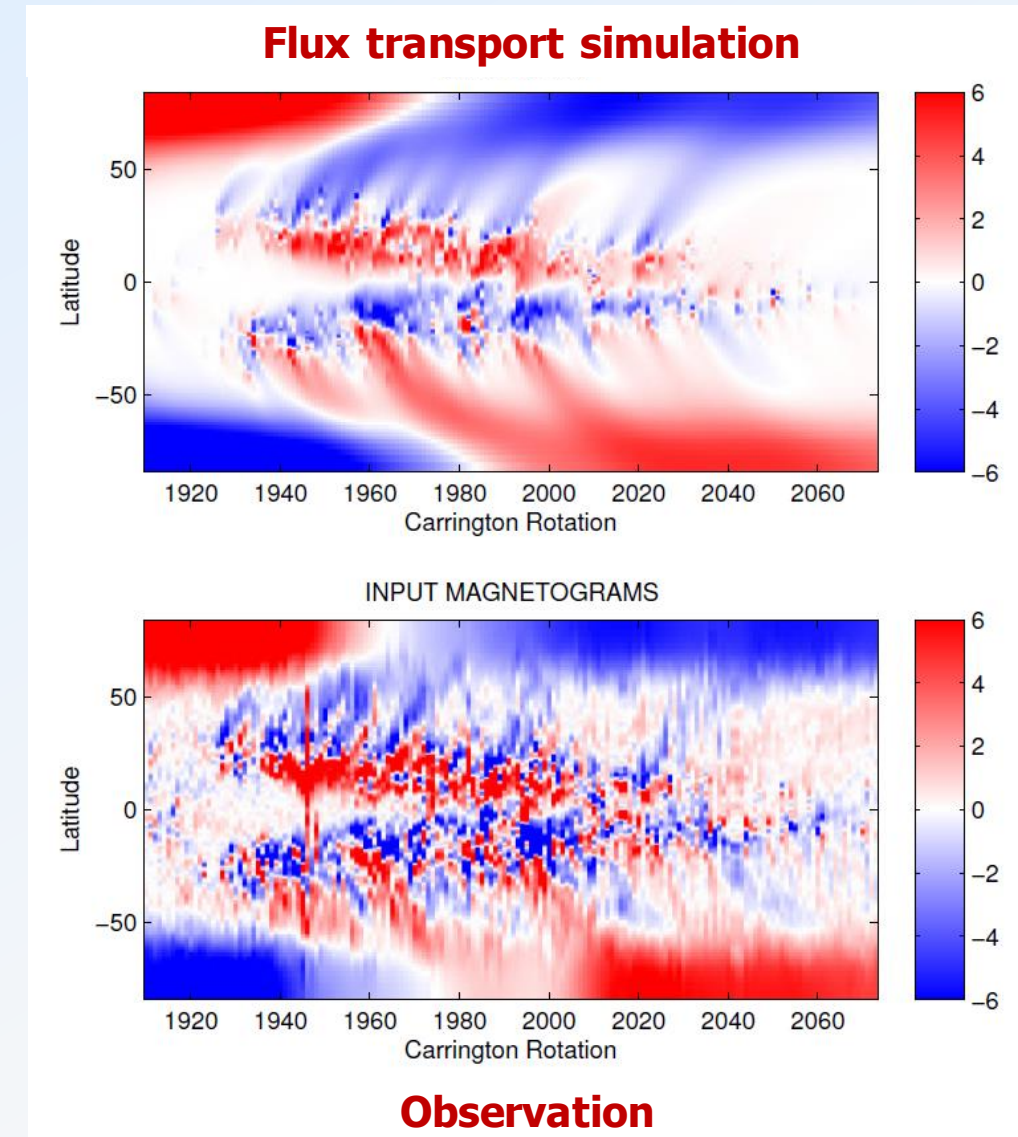 Flux transport simulation
6
4
2
0
−2
−4
−6
50
0
−50
Latitude
1920 1940 1960 1980 2000 2020 2040 2060
Carrington Rotation
INPUT MAGNETOGRAMS
6
4
2
0
−2
−4
−6
50
0
−50
Latitude
1920 1940 1960 1980 2000 2020 2040 2060
Carrington Rotation
Observation